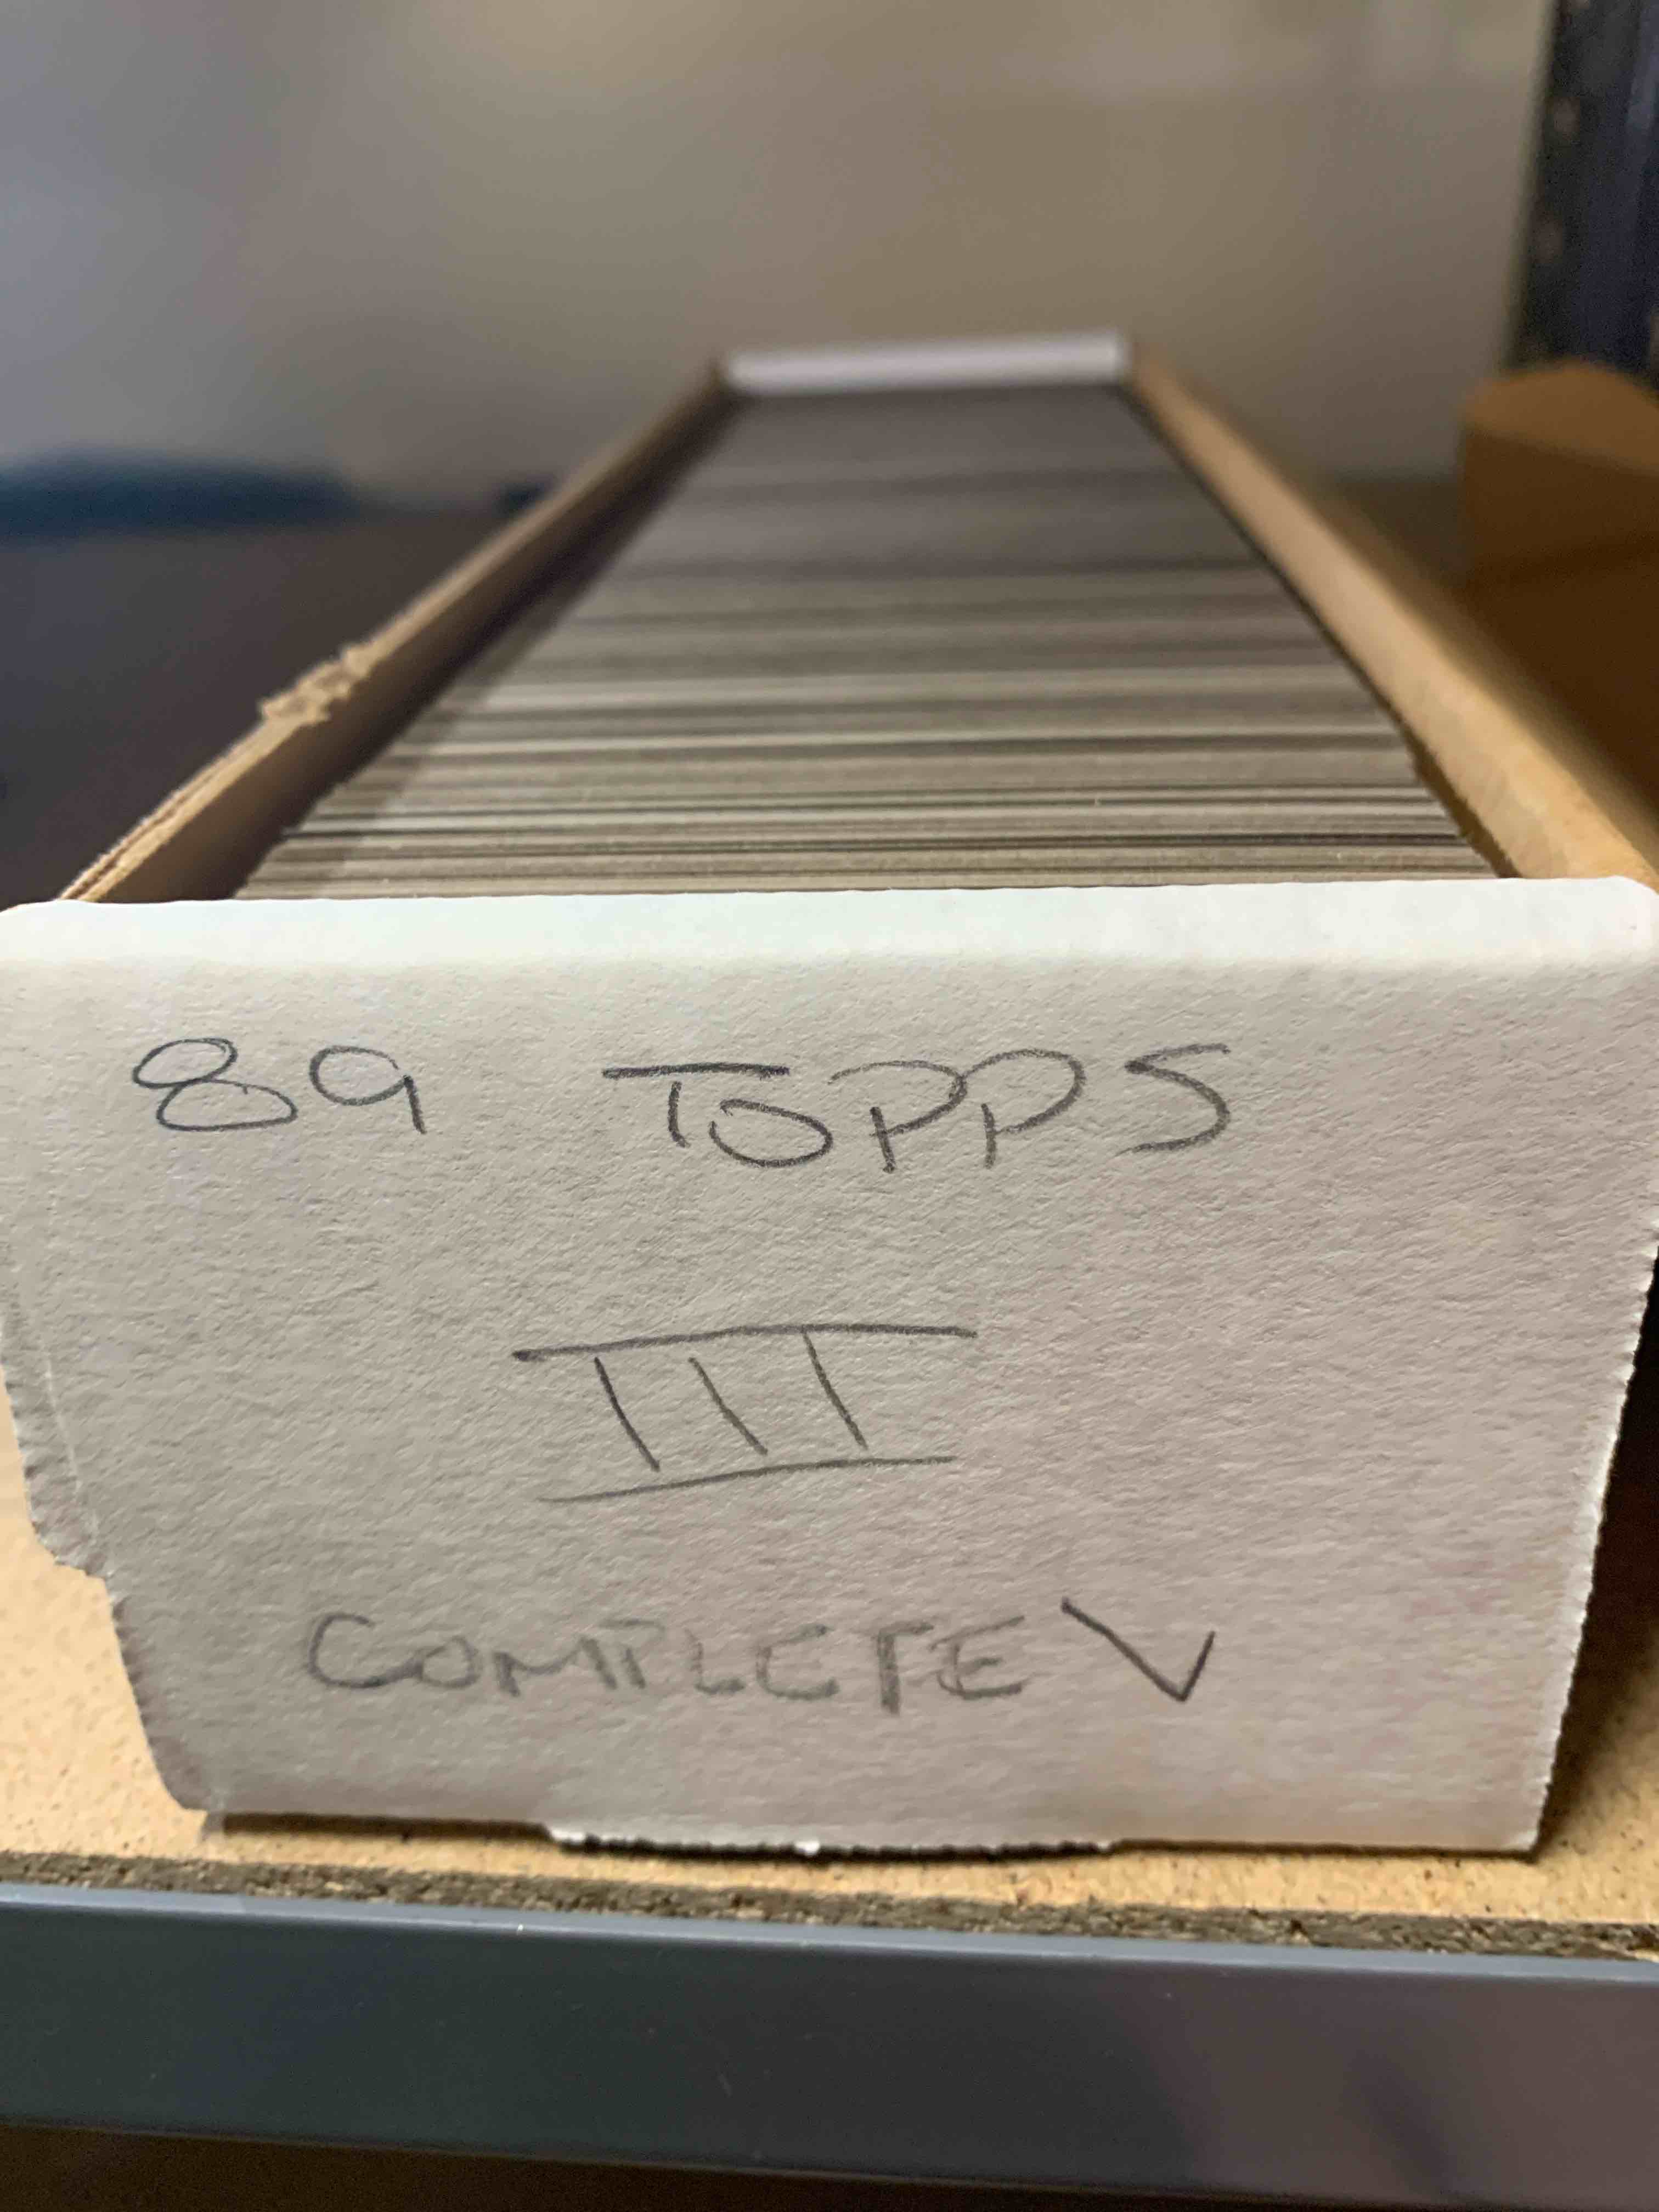 89 TOPPS
III
COMPLETE ✓